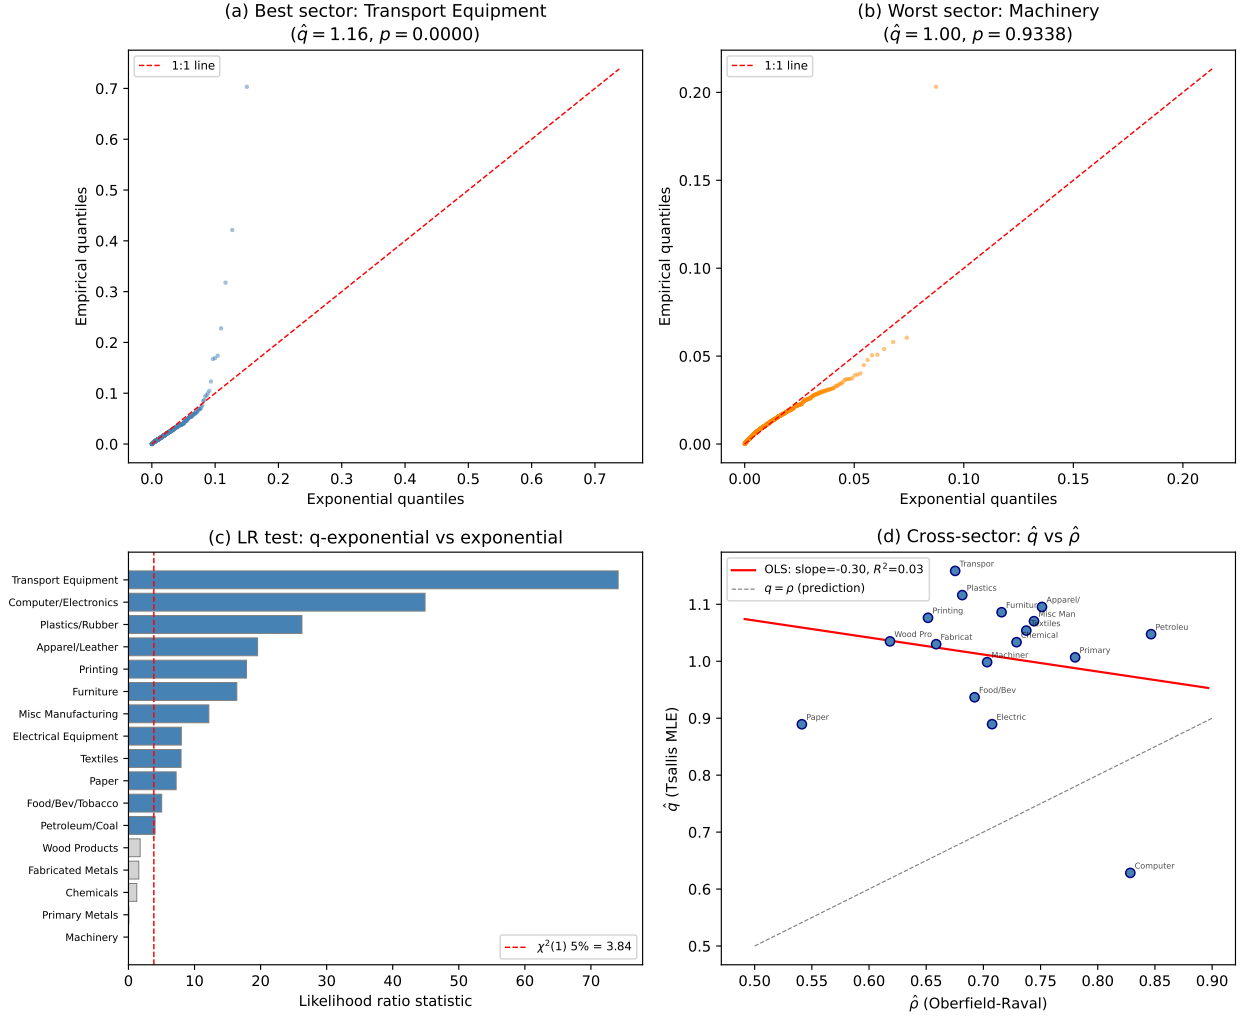 (a) Best sector: Transport Equipment
(q̂ = 1.16, p = 0.0000)
1:1 line
0.7
0.6
0.5
0.4
0.3
0.2
0.1
0.0
Empirical quantiles
0.0 0.1 0.2 0.3 0.4 0.5 0.6 0.7
Exponential quantiles
(b) Worst sector: Machinery
(q̂ = 1.00, p = 0.9338)
1:1 line
0.20
0.15
0.10
0.05
0.00
Empirical quantiles
0.00 0.05 0.10 0.15 0.20
Exponential quantiles
(c) LR test: q-exponential vs exponential
Transport Equipment
Computer/Electronics
Plastics/Rubber
Apparel/Leather
Printing
Furniture
Misc Manufacturing
Electrical Equipment
Textiles
Paper
Food/Bev/Tobacco
Petroleum/Coal
Wood Products
Fabricated Metals
Chemicals
Primary Metals
Machinery
χ²(1) 5% = 3.84
0 10 20 30 40 50 60 70
Likelihood ratio statistic
(d) Cross-sector: q̂ vs ρ̂
OLS: slope=-0.30, R²=0.03
q = ρ (prediction)
Transpor
Plastics
Apparel/
Furnitur
Misc Man
Printing
Textiles
Petroleu
Wood Pro
Fabricat
Chemical
Machiner
Primary
Food/Bev
Paper
Electric
Computer
1.1
1.0
0.9
0.8
0.7
0.6
0.5
q̂ (Tsallis MLE)
0.50 0.55 0.60 0.65 0.70 0.75 0.80 0.85 0.90
ρ̂ (Oberfield-Raval)